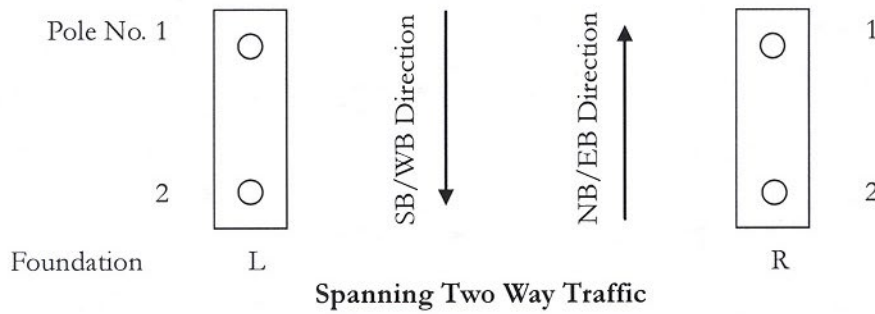 Pole No. 1
SB/WB Direction
NB/EB Direction
1
2
2
Foundation L R
Spanning Two Way Traffic